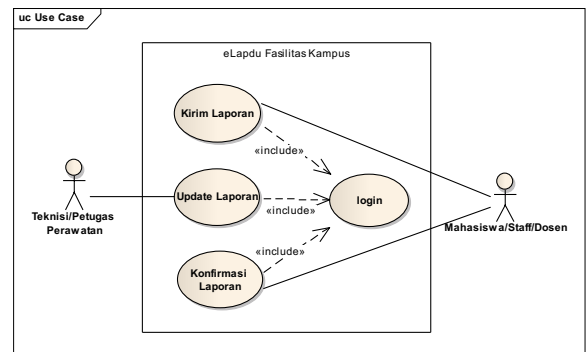 uc Use Case
eLapdu Fasilitas Kampus
Kirim Laporan
«include»
Update Laporan
«include»
login
Teknisi/Petugas
Perawatan
Mahasiswa/Staff/Dosen
«include»
Konfirmasi
Laporan